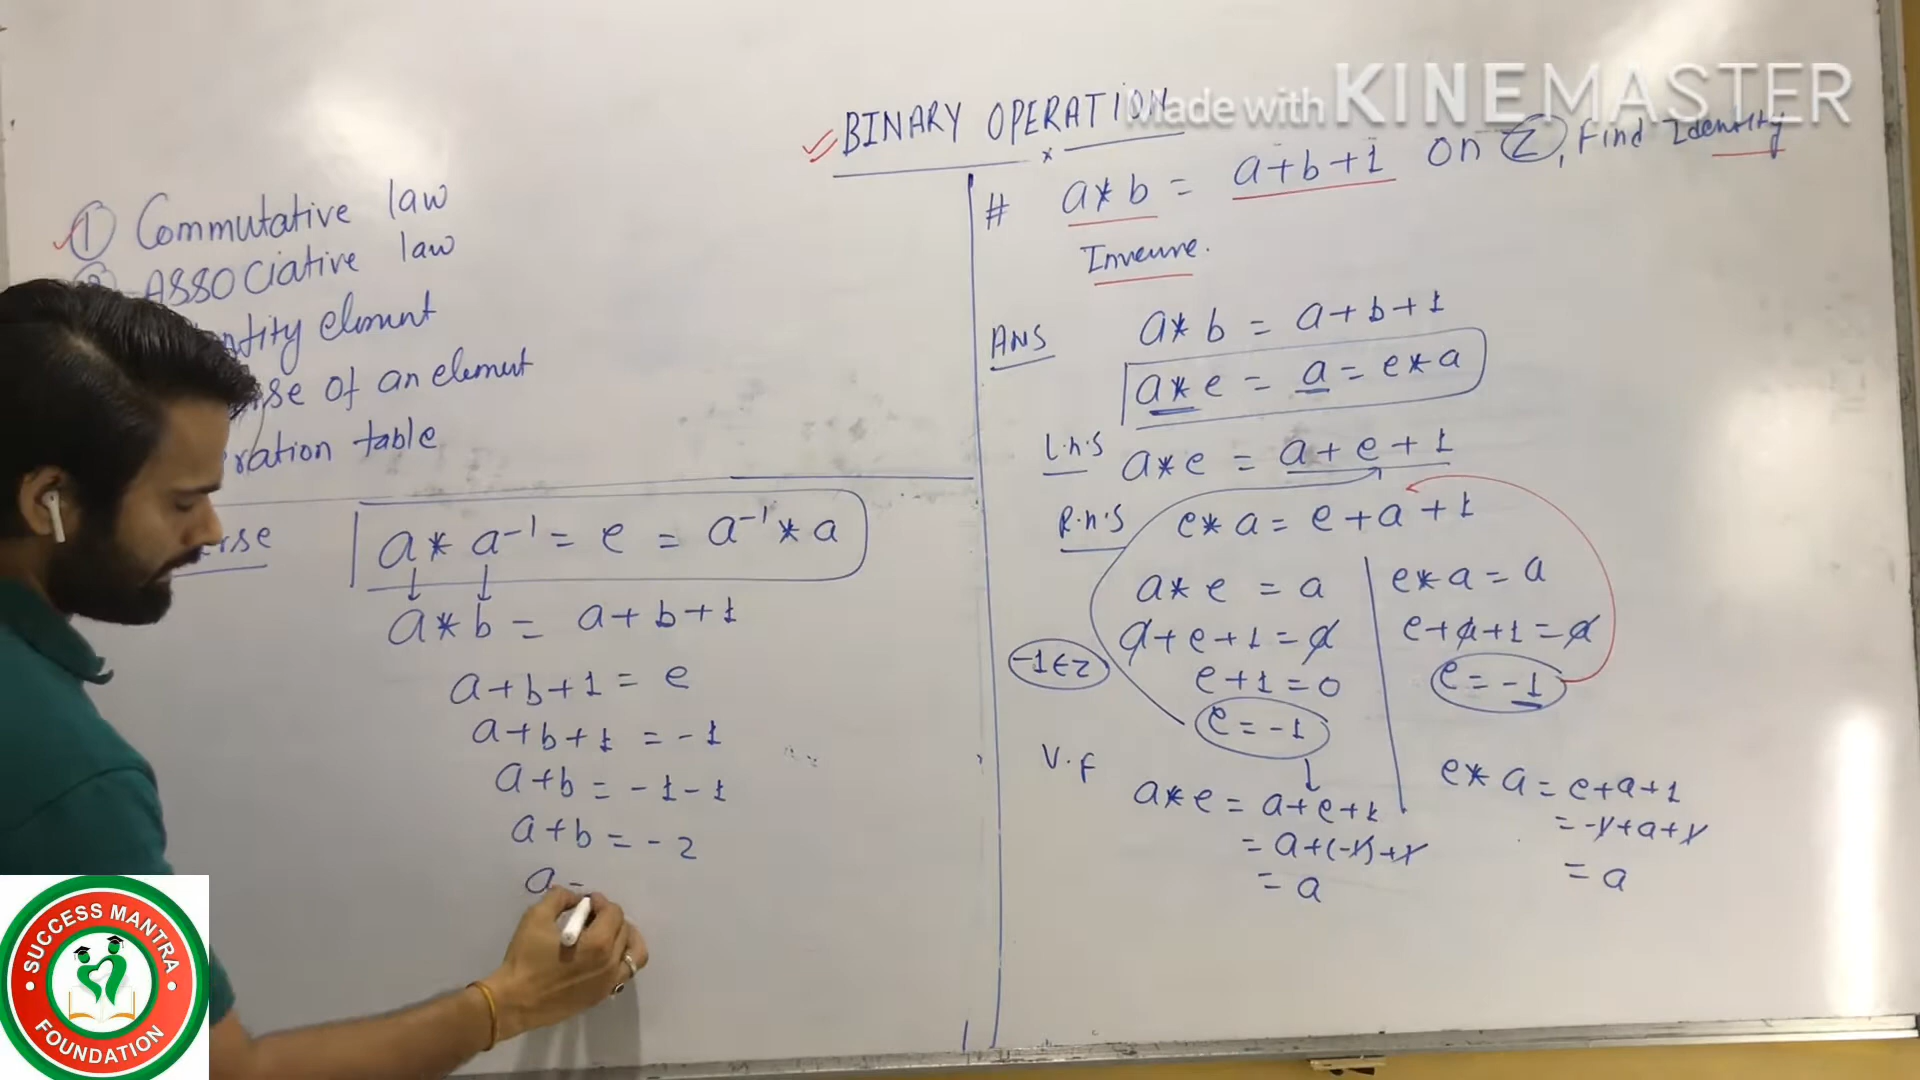 Made with KINEMASTER
BINARY OPERATION
① Commutative law
ASSOciative law
ntity element
se of an element
ration table
# a * b = a + b + 1 on Z, Find Identity
Inverse.
ANS a * b = a + b + 1
a * e = a = e * a
L.h.S a * e = a + e + 1
R.h.S e * a = e + a + 1
a * e = a
a + e + 1 = a
-1 ∈ Z
e + 1 = 0
e = -1
e * a = a
e + a + 1 = a
e = -1
V.f a * e = a + e + 1
= a + (-1) + 1
= a
e * a = e + a + 1
= -1 + a + 1
= a
rse a * a⁻¹ = e = a⁻¹ * a
a * b = a + b + 1
a + b + 1 = e
a + b + 1 = -1
a + b = -1 - 1
a + b = -2
a =
SUCCESS MANTRA
FOUNDATION